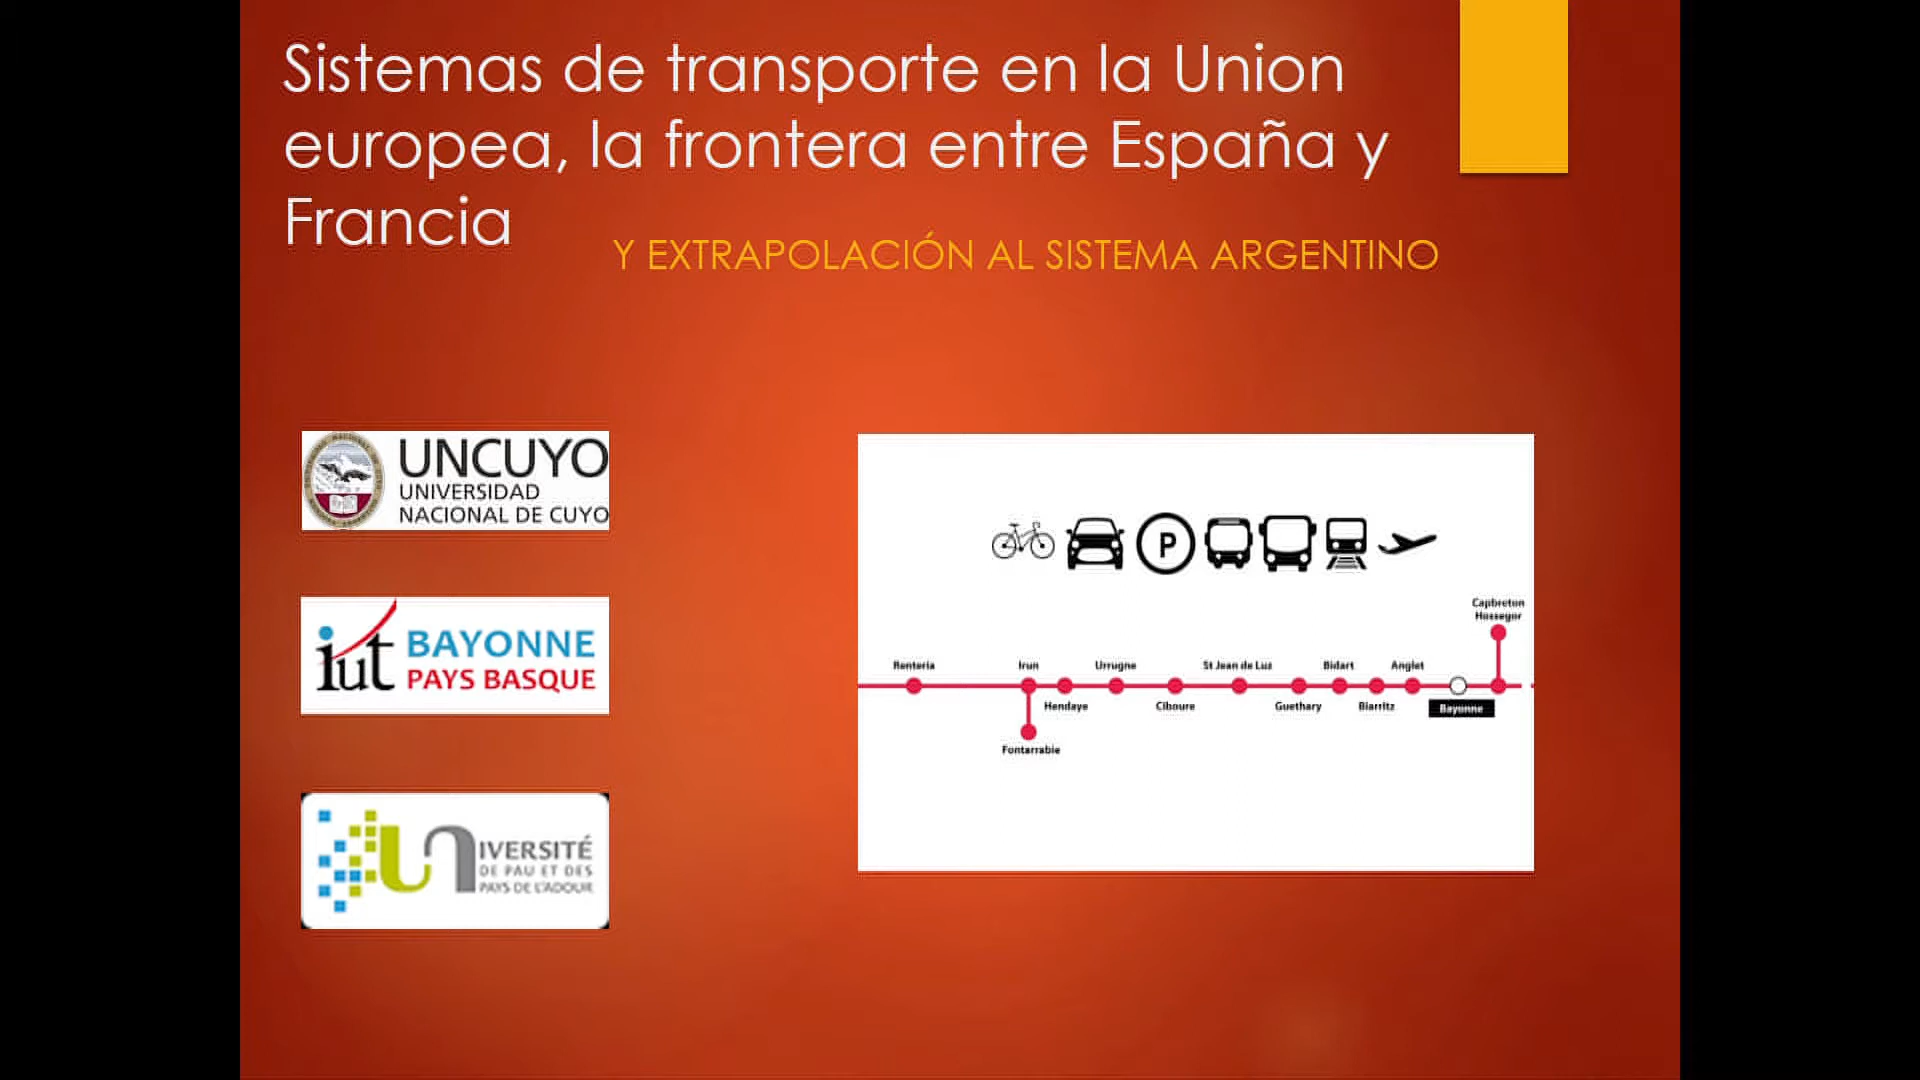 Sistemas de transporte en la Union
europea, la frontera entre España y
Francia
Y EXTRAPOLACIÓN AL SISTEMA ARGENTINO
UNCUYO
UNIVERSIDAD
NACIONAL DE CUYO
iut BAYONNE
PAYS BASQUE
UNIVERSITÉ
DE PAU ET DES
PAYS DE L'ADOUR
P
Capbreton
Hossegor
Renteria Irun Urrugne St Jean de Luz Bidart Anglet
Hendaye Ciboure Guethary Biarritz Bayonne
Fontarrabie